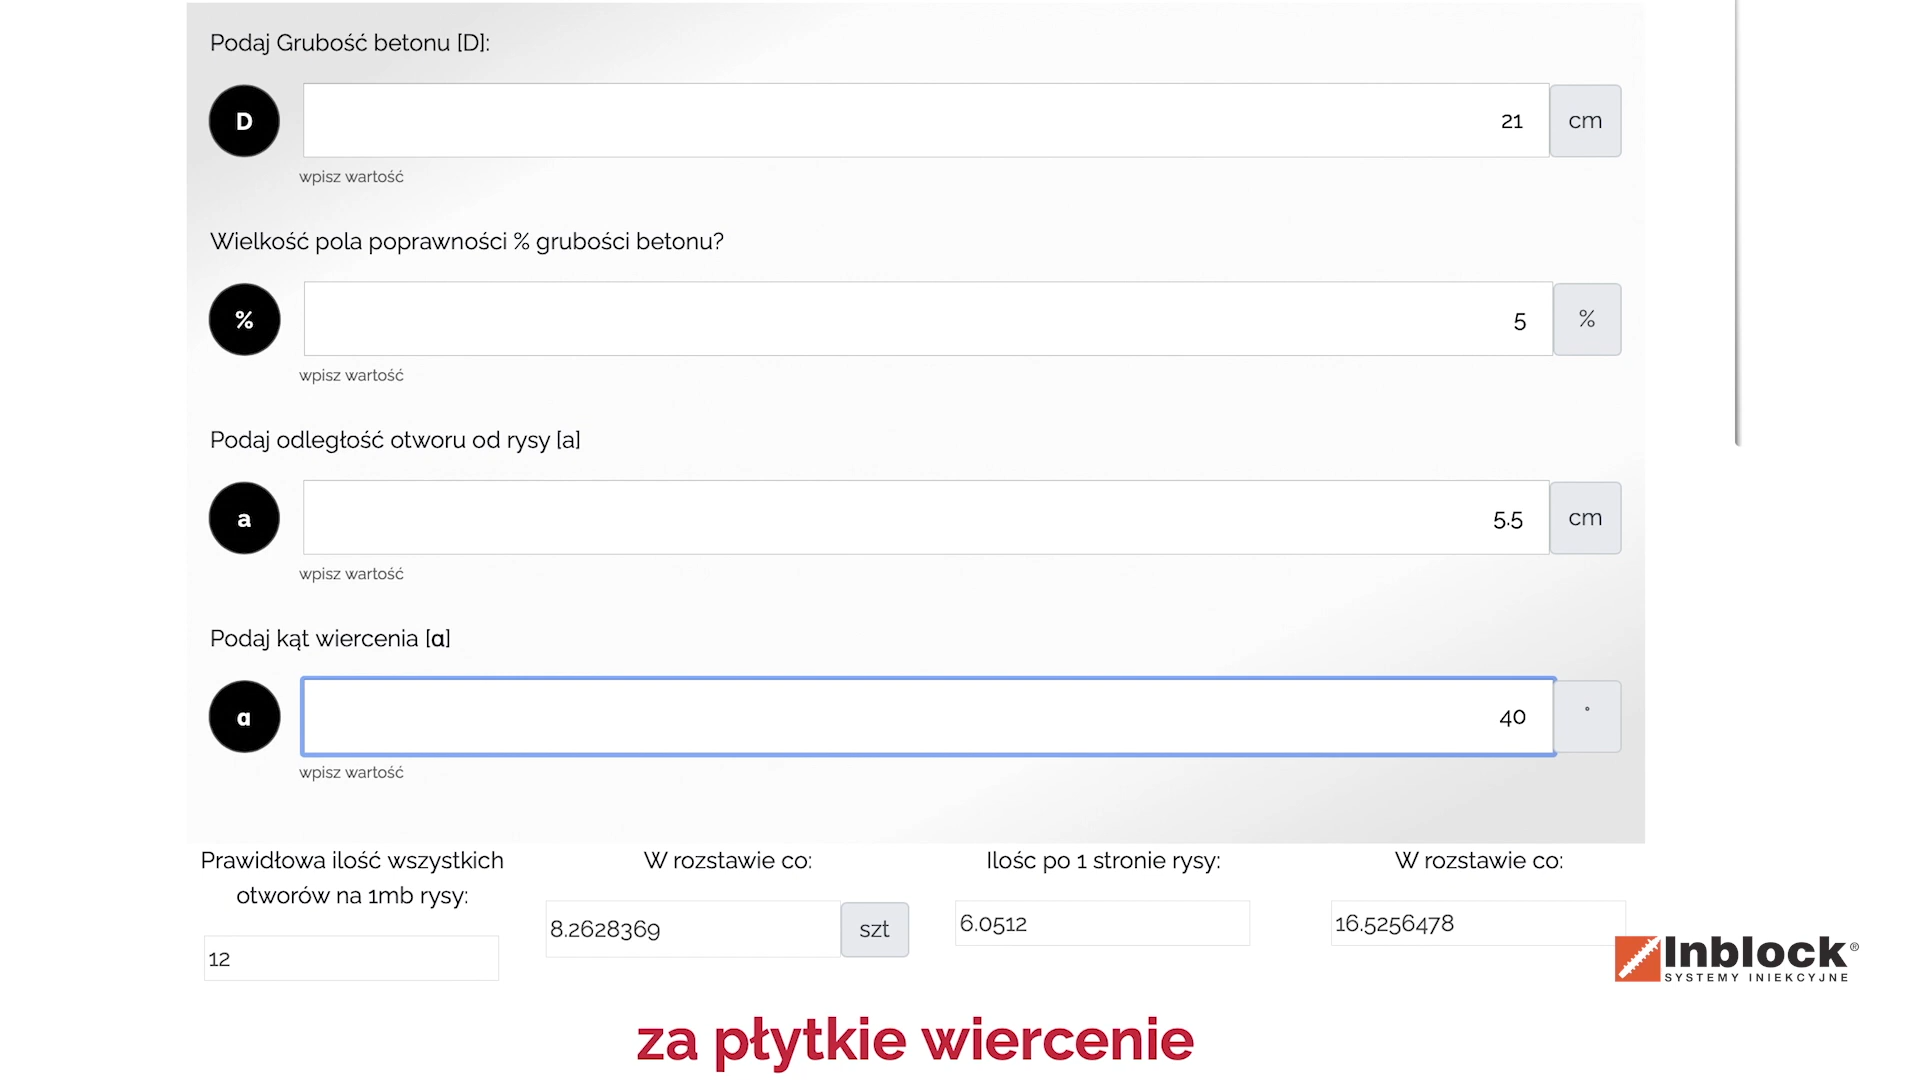 Podaj Grubość betonu [D]:
D
21
cm
wpisz wartość
Wielkość pola poprawności % grubości betonu?
%
5
%
wpisz wartość
Podaj odległość otworu od rysy [a]
a
5.5
cm
wpisz wartość
Podaj kąt wiercenia [ɑ]
ɑ
40
°
wpisz wartość
Prawidłowa ilość wszystkich
otworów na 1mb rysy:
12
W rozstawie co:
8.2628369
szt
Ilośc po 1 stronie rysy:
6.0512
W rozstawie co:
16.5256478
Inblock®
SYSTEMY INIEKCYJNE
za płytkie wiercenie